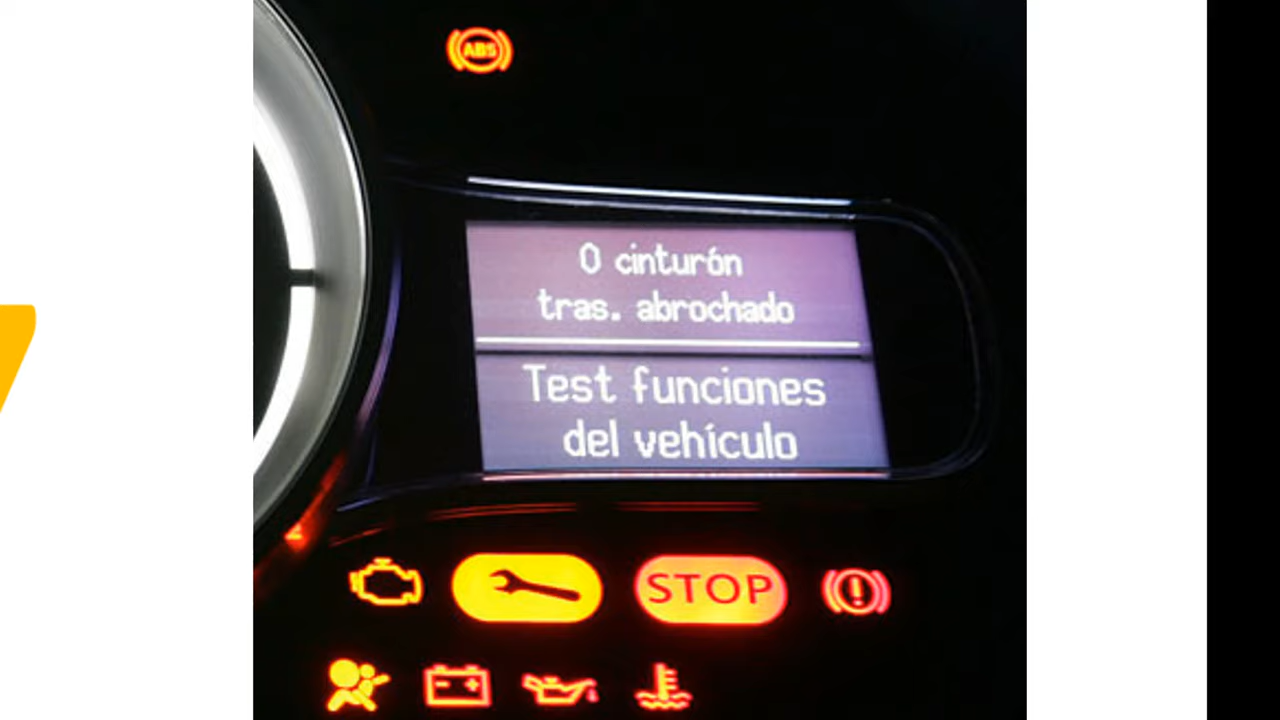 ABS
0 cinturón
tras. abrochado
Test funciones
del vehículo
STOP